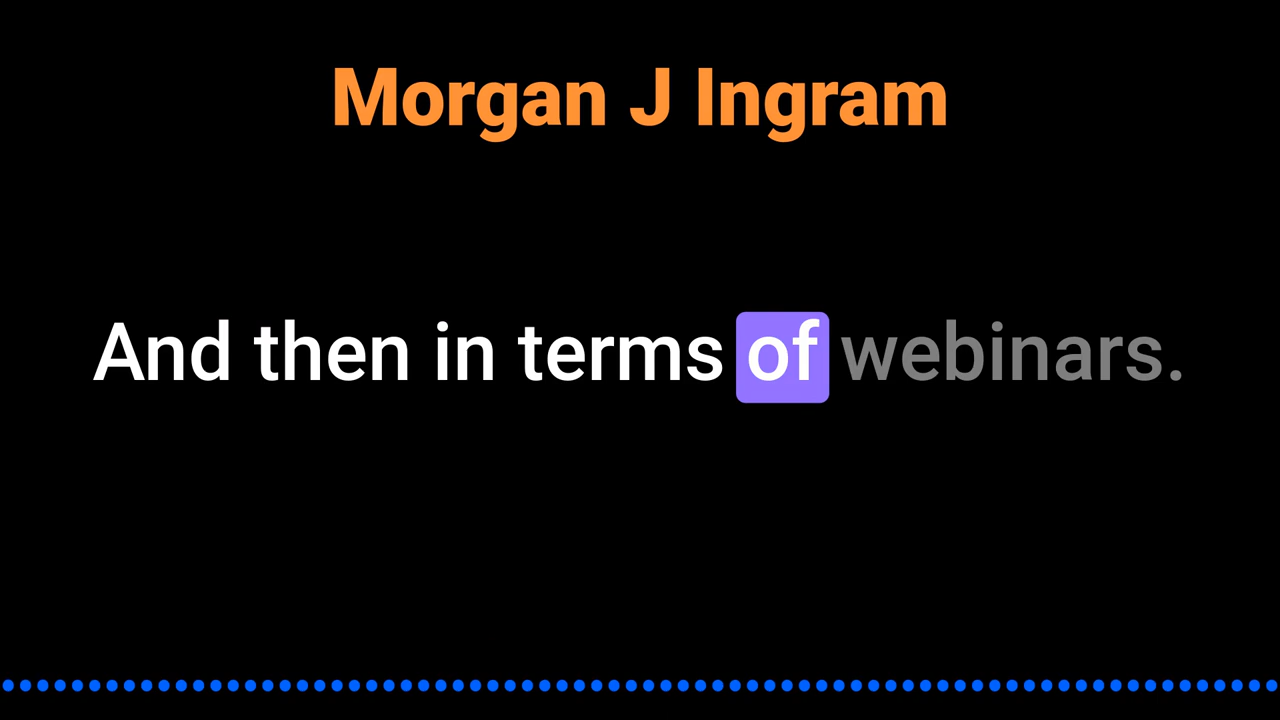 Morgan J Ingram
And then in terms of webinars.